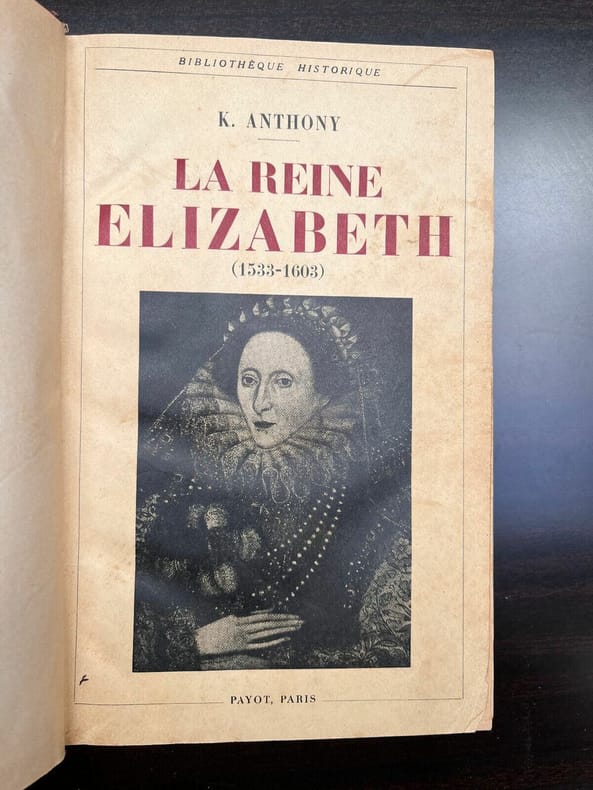 BIBLIOTHÈQUE HISTORIQUE
K. ANTHONY
LA REINE
ELIZABETH
(1533-1603)
PAYOT, PARIS